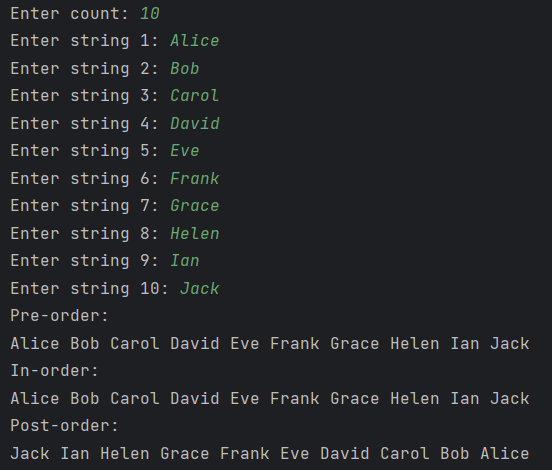 Enter count: 10
Enter string 1: Alice
Enter string 2: Bob
Enter string 3: Carol
Enter string 4: David
Enter string 5: Eve
Enter string 6: Frank
Enter string 7: Grace
Enter string 8: Helen
Enter string 9: Ian
Enter string 10: Jack
Pre-order:
Alice Bob Carol David Eve Frank Grace Helen Ian Jack
In-order:
Alice Bob Carol David Eve Frank Grace Helen Ian Jack
Post-order:
Jack Ian Helen Grace Frank Eve David Carol Bob Alice